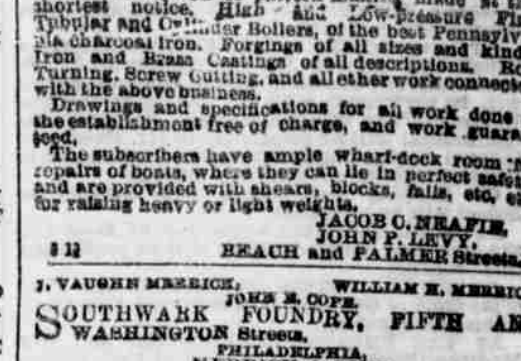 shortest notice. High and Low-pressure
Tubular and Cylinder Boilers, of the best Pennsylv
nia charcoal iron. Forgings of all sizes and kind
Iron and Brass Castings of all descriptions.
Turning, Screw Cutting, and all other work connect
with the above business.
Drawings and specifications for all work done
the establishment free of charge, and work guara
teed.
The subscribers have ample wharf-dock room
repairs of boats, where they can lie in perfect safet
and are provided with shears, blocks, falls, etc. etc
for raising heavy or light weights.
JACOB C. NEAFIE,
JOHN P. LEVY,
BEACH and PALMER Streets.
J. VAUGHN MERRICK, WILLIAM H. MERRIC
JOHN E. COPE.
SOUTHWARK FOUNDRY, FIFTH AN
WASHINGTON Streets,
PHILADELPHIA,